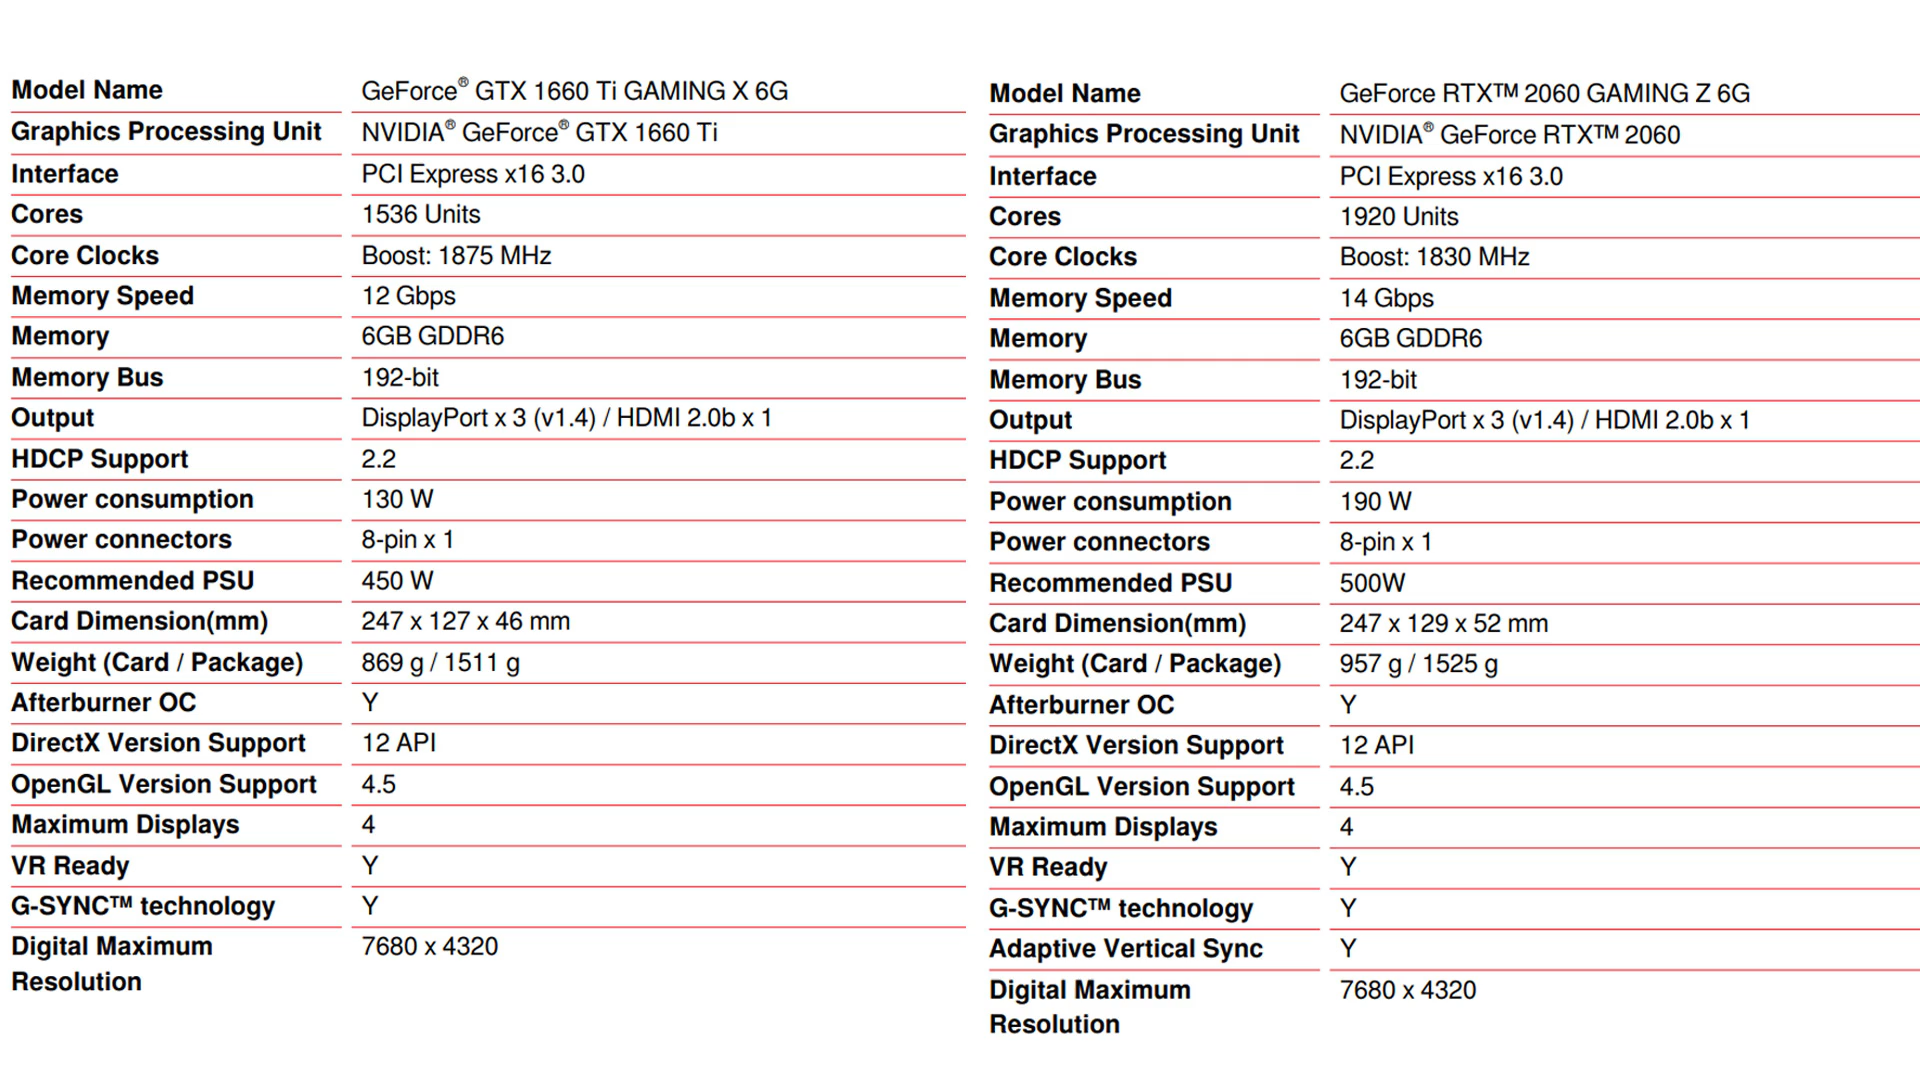 Model Name GeForce® GTX 1660 Ti GAMING X 6G
Graphics Processing Unit NVIDIA® GeForce® GTX 1660 Ti
Interface PCI Express x16 3.0
Cores 1536 Units
Core Clocks Boost: 1875 MHz
Memory Speed 12 Gbps
Memory 6GB GDDR6
Memory Bus 192-bit
Output DisplayPort x 3 (v1.4) / HDMI 2.0b x 1
HDCP Support 2.2
Power consumption 130 W
Power connectors 8-pin x 1
Recommended PSU 450 W
Card Dimension(mm) 247 x 127 x 46 mm
Weight (Card / Package) 869 g / 1511 g
Afterburner OC Y
DirectX Version Support 12 API
OpenGL Version Support 4.5
Maximum Displays 4
VR Ready Y
G-SYNC™ technology Y
Digital Maximum 7680 x 4320
Resolution
Model Name GeForce RTX™ 2060 GAMING Z 6G
Graphics Processing Unit NVIDIA® GeForce RTX™ 2060
Interface PCI Express x16 3.0
Cores 1920 Units
Core Clocks Boost: 1830 MHz
Memory Speed 14 Gbps
Memory 6GB GDDR6
Memory Bus 192-bit
Output DisplayPort x 3 (v1.4) / HDMI 2.0b x 1
HDCP Support 2.2
Power consumption 190 W
Power connectors 8-pin x 1
Recommended PSU 500W
Card Dimension(mm) 247 x 129 x 52 mm
Weight (Card / Package) 957 g / 1525 g
Afterburner OC Y
DirectX Version Support 12 API
OpenGL Version Support 4.5
Maximum Displays 4
VR Ready Y
G-SYNC™ technology Y
Adaptive Vertical Sync Y
Digital Maximum 7680 x 4320
Resolution